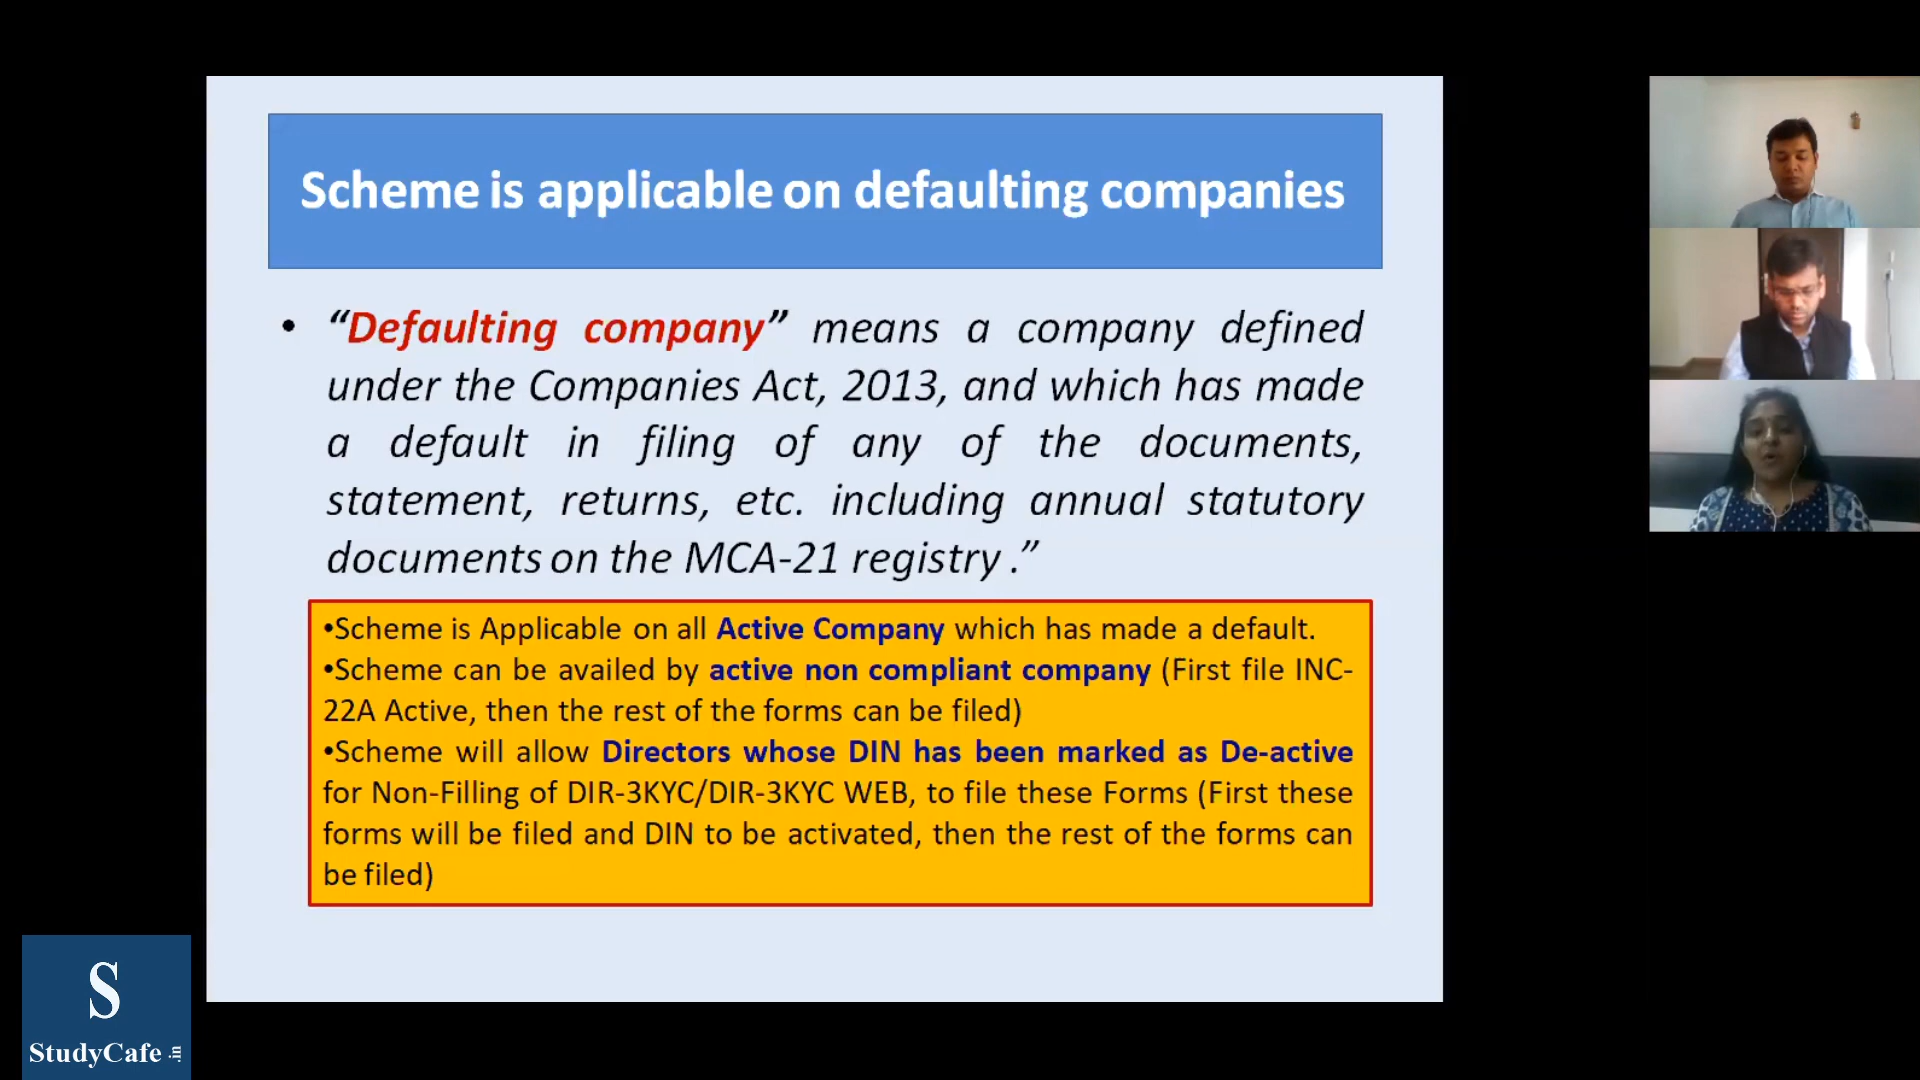 Scheme is applicable on defaulting companies
• “Defaulting company” means a company defined
under the Companies Act, 2013, and which has made
a default in filing of any of the documents,
statement, returns, etc. including annual statutory
documents on the MCA-21 registry .”
•Scheme is Applicable on all Active Company which has made a default.
•Scheme can be availed by active non compliant company (First file INC-
22A Active, then the rest of the forms can be filed)
•Scheme will allow Directors whose DIN has been marked as De-active
for Non-Filling of DIR-3KYC/DIR-3KYC WEB, to file these Forms (First these
forms will be filed and DIN to be activated, then the rest of the forms can
be filed)
S
StudyCafe .in